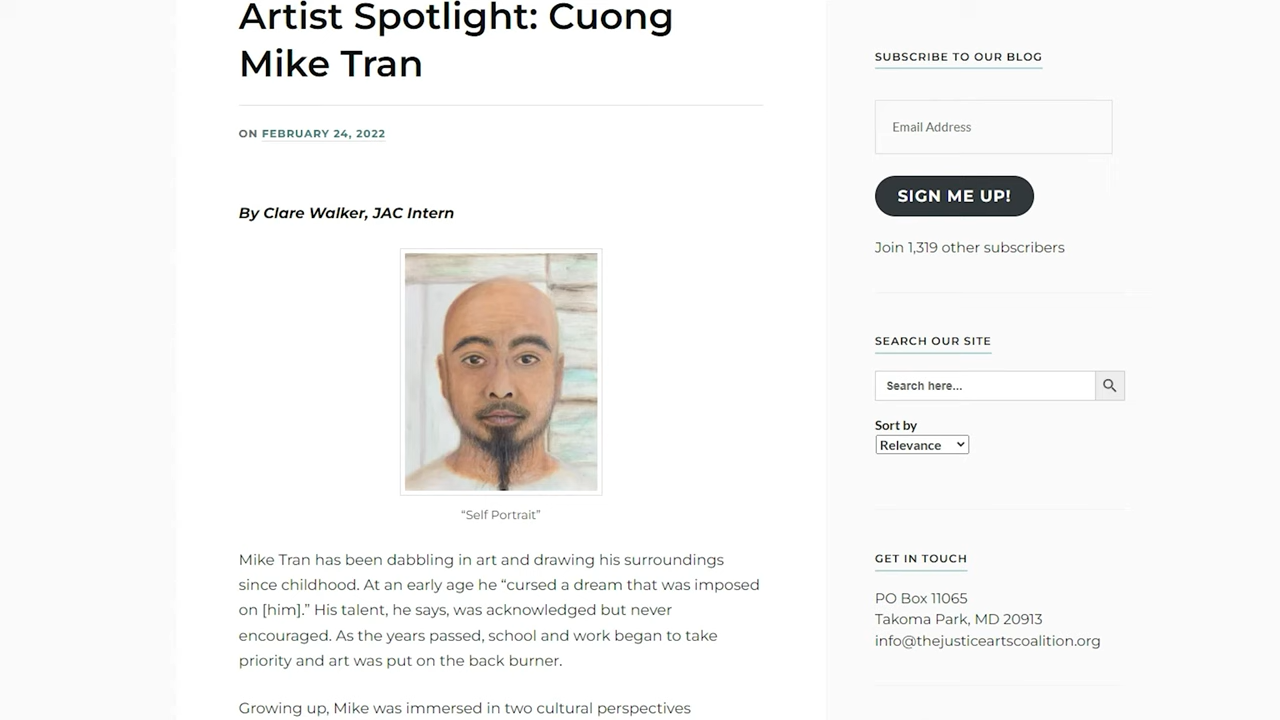 Artist Spotlight: Cuong
Mike Tran
ON FEBRUARY 24, 2022
By Clare Walker, JAC Intern
“Self Portrait”
Mike Tran has been dabbling in art and drawing his surroundings
since childhood. At an early age he “cursed a dream that was imposed
on [him].” His talent, he says, was acknowledged but never
encouraged. As the years passed, school and work began to take
priority and art was put on the back burner.
Growing up, Mike was immersed in two cultural perspectives
SUBSCRIBE TO OUR BLOG
Email Address
SIGN ME UP!
Join 1,319 other subscribers
SEARCH OUR SITE
Search here...
Sort by
Relevance
GET IN TOUCH
PO Box 11065
Takoma Park, MD 20913
info@thejusticeartscoalition.org